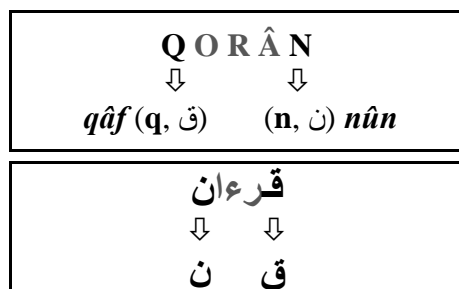 Q O R Â N
⇩ ⇩
qâf (q, ق) (n, ن) nûn
قرءان
⇩ ⇩
ق ن